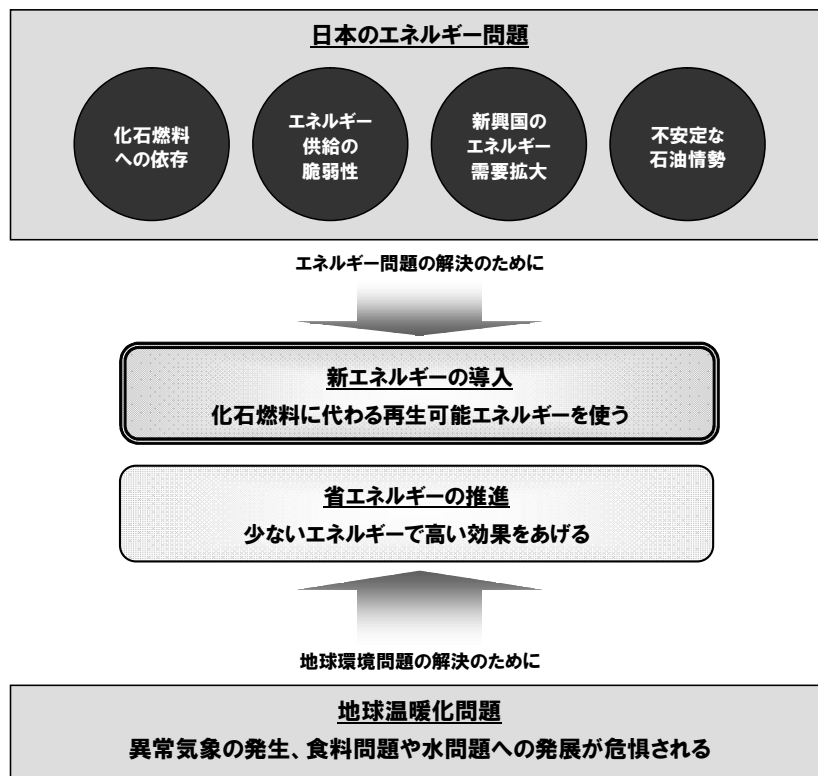 日本のエネルギー問題
化石燃料
への依存
エネルギー
供給の
脆弱性
新興国の
エネルギー
需要拡大
不安定な
石油情勢
エネルギー問題の解決のために
新エネルギーの導入
化石燃料に代わる再生可能エネルギーを使う
省エネルギーの推進
少ないエネルギーで高い効果をあげる
地球環境問題の解決のために
地球温暖化問題
異常気象の発生、食料問題や水問題への発展が危惧される